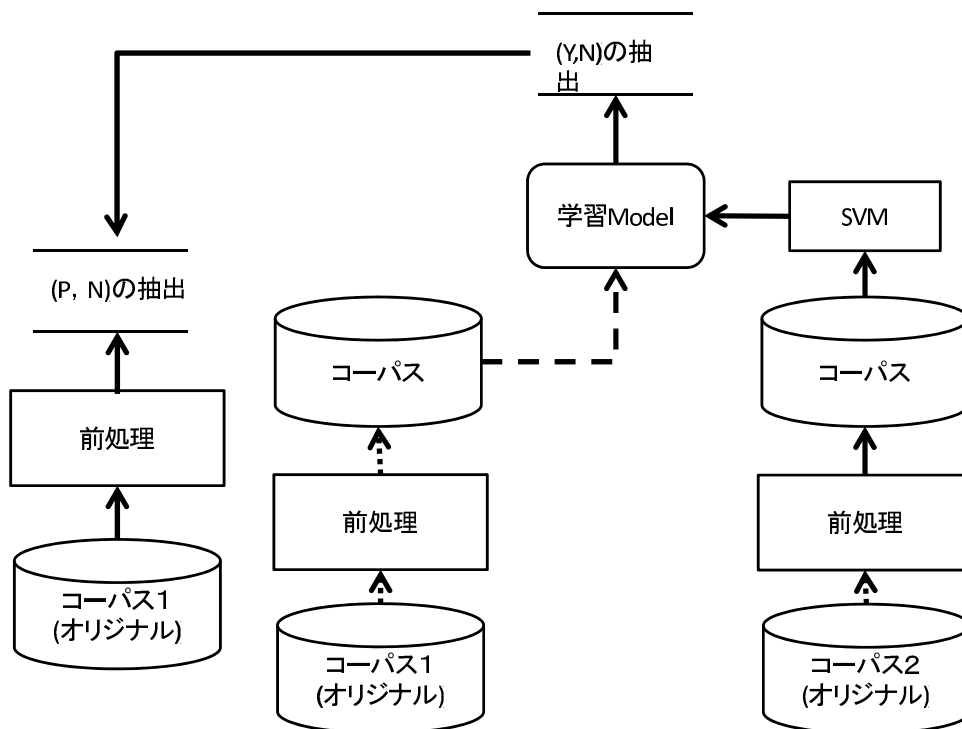 (Y,N)の抽
出
学習Model
SVM
(P, N)の抽出
コーパス
コーパス
前処理
前処理
前処理
コーパス1
(オリジナル)
コーパス1
(オリジナル)
コーパス2
(オリジナル)